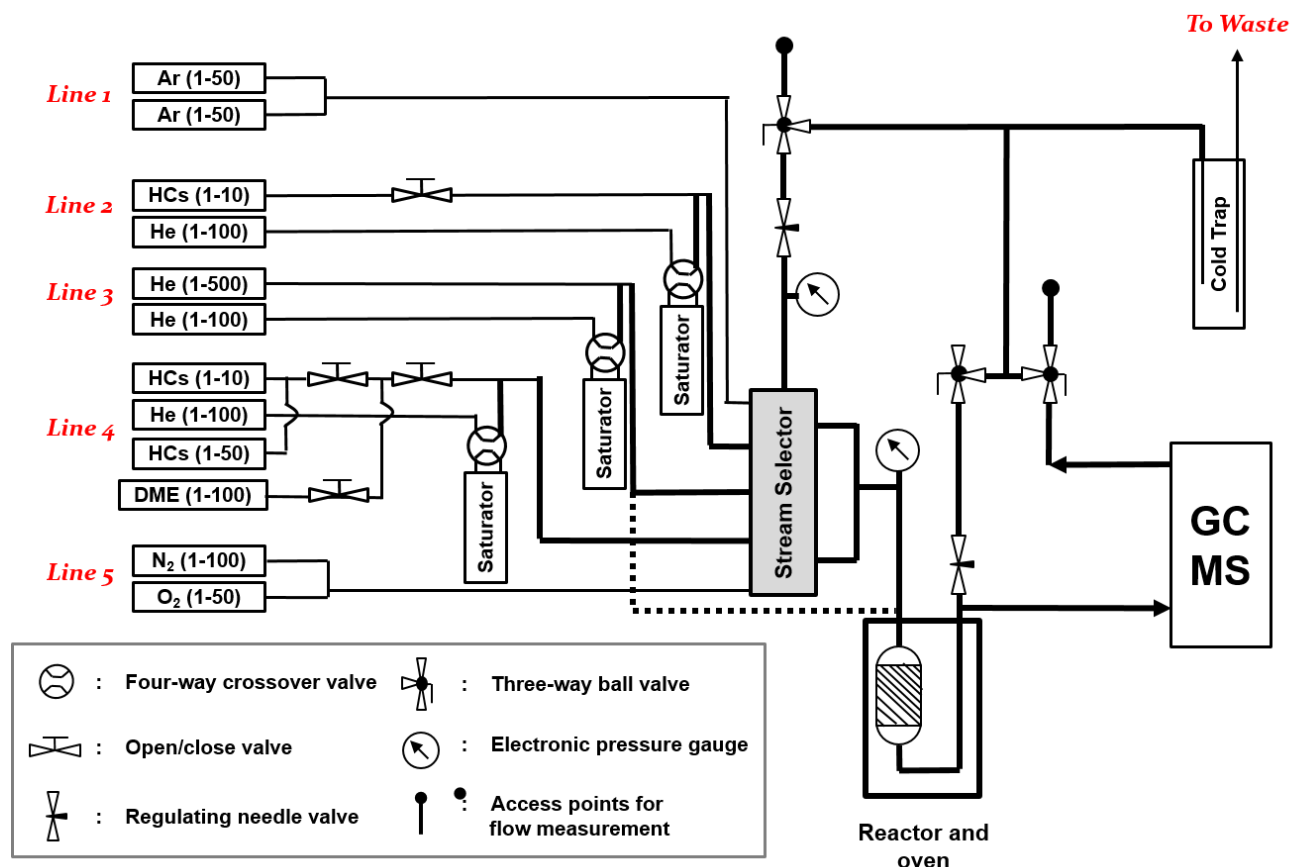 To Waste
Line 1
Ar (1-50)
Ar (1-50)
Line 2
HCs (1-10)
He (1-100)
Line 3
He (1-500)
He (1-100)
Line 4
HCs (1-10)
He (1-100)
HCs (1-50)
DME (1-100)
Line 5
N₂ (1-100)
O₂ (1-50)
Saturator
Saturator
Saturator
Stream Selector
Cold Trap
GC
MS
Reactor and
oven
: Four-way crossover valve
: Three-way ball valve
: Open/close valve
: Electronic pressure gauge
: Regulating needle valve
: Access points for
flow measurement